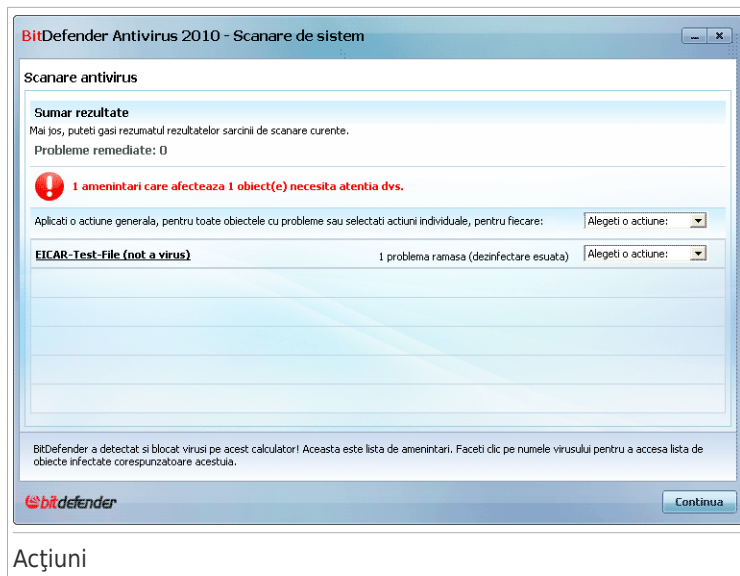 BitDefender Antivirus 2010 - Scanare de sistem
Scanare antivirus
Sumar rezultate
Mai jos, puteti gasi rezumatul rezultatelor sarcinii de scanare curente.
Probleme remediate: 0
1 amenintari care afecteaza 1 obiect(e) necesita atentia dvs.
Aplicati o actiune generala, pentru toate obiectele cu probleme sau selectati actiuni individuale, pentru fiecare: Alegeti o actiune:
EICAR-Test-File (not a virus) 1 problema ramasa (dezinfectare esuata) Alegeti o actiune:
BitDefender a detectat si blocat virusi pe acest calculator! Aceasta este lista de amenintari. Faceti clic pe numele virusului pentru a accesa lista de
obiecte infectate corespunzatoare acestuia.
bitdefender Continua
Acţiuni